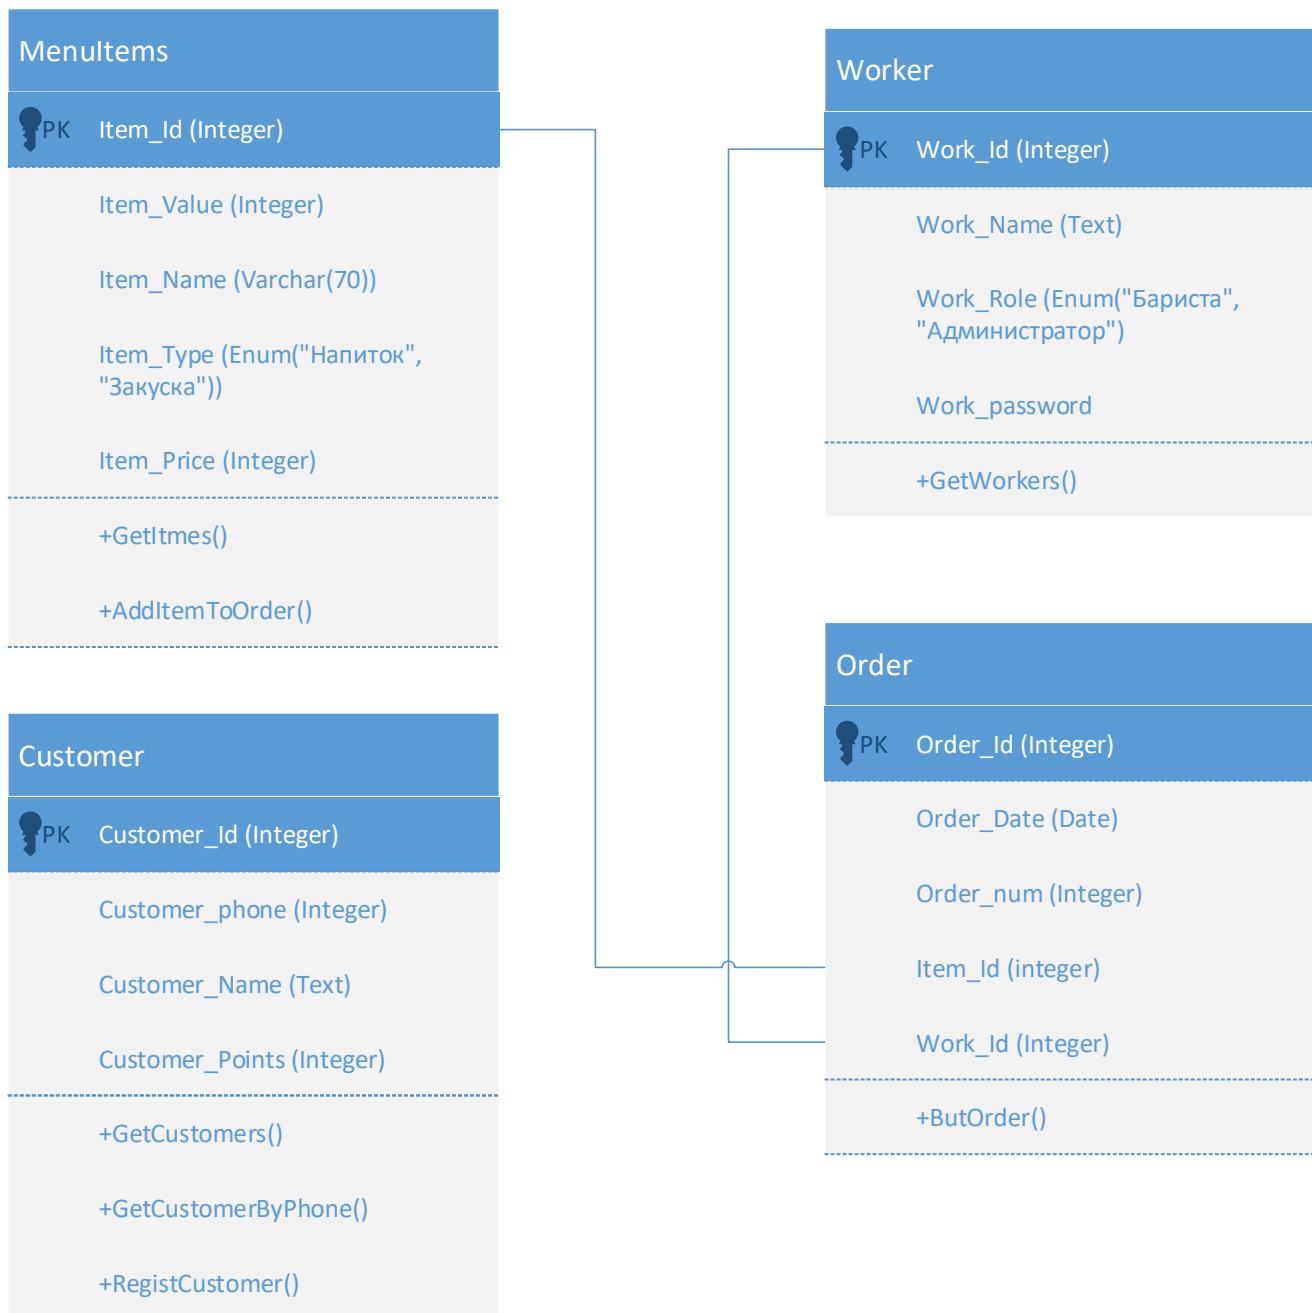 MenuItems
PK Item_Id (Integer)
Item_Value (Integer)
Item_Name (Varchar(70))
Item_Type (Enum("Напиток",
"Закуска"))
Item_Price (Integer)
+GetItmes()
+AddItemToOrder()
Customer
PK Customer_Id (Integer)
Customer_phone (Integer)
Customer_Name (Text)
Customer_Points (Integer)
+GetCustomers()
+GetCustomerByPhone()
+RegistCustomer()
Worker
PK Work_Id (Integer)
Work_Name (Text)
Work_Role (Enum("Бариста",
"Администратор")
Work_password
+GetWorkers()
Order
PK Order_Id (Integer)
Order_Date (Date)
Order_num (Integer)
Item_Id (integer)
Work_Id (Integer)
+ButOrder()